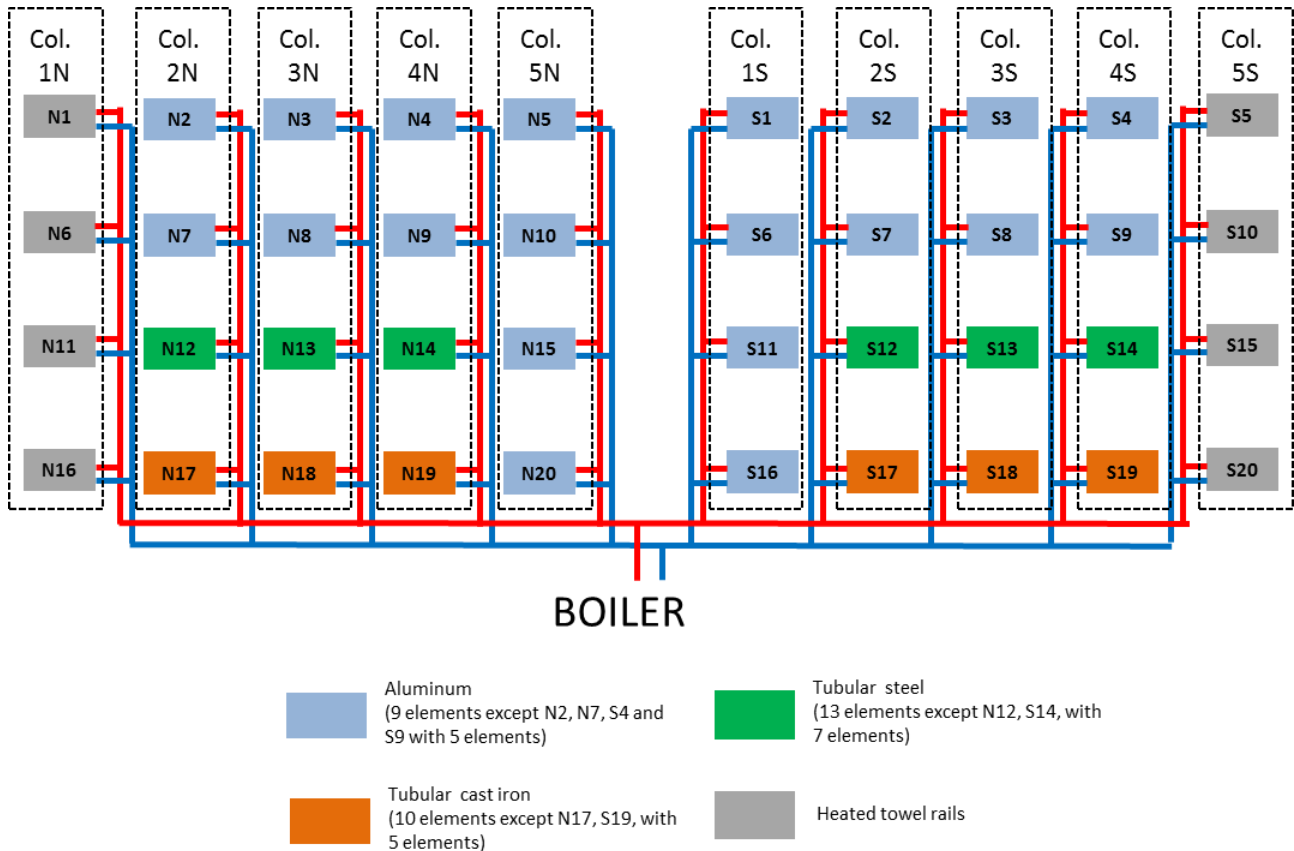 Col. Col. Col. Col. Col. Col. Col. Col. Col. Col.
1N 2N 3N 4N 5N 1S 2S 3S 4S 5S
N1 N2 N3 N4 N5 S1 S2 S3 S4 S5
N6 N7 N8 N9 N10 S6 S7 S8 S9 S10
N11 N12 N13 N14 N15 S11 S12 S13 S14 S15
N16 N17 N18 N19 N20 S16 S17 S18 S19 S20
BOILER
Aluminum
(9 elements except N2, N7, S4 and
S9 with 5 elements)
Tubular steel
(13 elements except N12, S14, with
7 elements)
Tubular cast iron
(10 elements except N17, S19, with
5 elements)
Heated towel rails